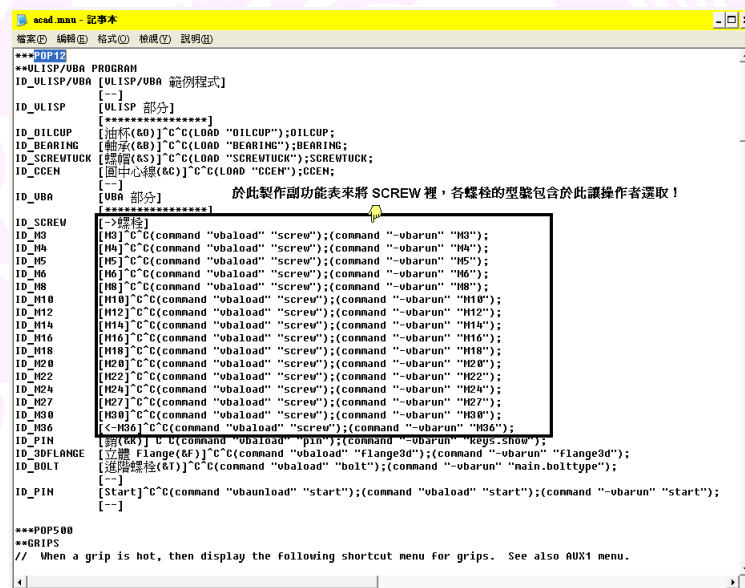 acad.mnu - 記事本
檔案(F) 編輯(E) 格式(O) 檢視(V) 說明(H)
***POP12
**VLISP/VBA PROGRAM
ID_VLISP/VBA [VLISP/VBA 範例程式]
[--]
ID_VLISP [VLISP 部分]
[****************]
ID_OILCUP [油杯(&O)]^C^C(LOAD "OILCUP");OILCUP;
ID_BEARING [軸承(&B)]^C^C(LOAD "BEARING");BEARING;
ID_SCREWTUCK [螺帽(&S)]^C^C(LOAD "SCREWTUCK");SCREWTUCK;
ID_CCEN [圓中心線(&C)]^C^C(LOAD "CCEN");CCEN;
[--]
ID_VBA [VBA 部分]
[****************]
於此製作副功能表來將 SCREW 裡，各螺栓的型號包含於此讓操作者選取！
ID_SCREW [->螺栓]
ID_M3 [M3]^C^C(command "vbaload" "screw");(command "-vbarun" "M3");
ID_M4 [M4]^C^C(command "vbaload" "screw");(command "-vbarun" "M4");
ID_M5 [M5]^C^C(command "vbaload" "screw");(command "-vbarun" "M5");
ID_M6 [M6]^C^C(command "vbaload" "screw");(command "-vbarun" "M6");
ID_M8 [M8]^C^C(command "vbaload" "screw");(command "-vbarun" "M8");
ID_M10 [M10]^C^C(command "vbaload" "screw");(command "-vbarun" "M10");
ID_M12 [M12]^C^C(command "vbaload" "screw");(command "-vbarun" "M12");
ID_M14 [M14]^C^C(command "vbaload" "screw");(command "-vbarun" "M14");
ID_M16 [M16]^C^C(command "vbaload" "screw");(command "-vbarun" "M16");
ID_M18 [M18]^C^C(command "vbaload" "screw");(command "-vbarun" "M18");
ID_M20 [M20]^C^C(command "vbaload" "screw");(command "-vbarun" "M20");
ID_M22 [M22]^C^C(command "vbaload" "screw");(command "-vbarun" "M22");
ID_M24 [M24]^C^C(command "vbaload" "screw");(command "-vbarun" "M24");
ID_M27 [M27]^C^C(command "vbaload" "screw");(command "-vbarun" "M27");
ID_M30 [M30]^C^C(command "vbaload" "screw");(command "-vbarun" "M30");
ID_M36 [<-M36]^C^C(command "vbaload" "screw");(command "-vbarun" "M36");
ID_PIN [銷(&K)]^C^C(command "vbaload" "pin");(command "-vbarun" "keys.show");
ID_3DFLANGE [立體 Flange(&F)]^C^C(command "vbaload" "flange3d");(command "-vbarun" "flange3d");
ID_BOLT [進階螺栓(&T)]^C^C(command "vbaload" "bolt");(command "-vbarun" "main.bolttype");
[--]
ID_PIN [Start]^C^C(command "vbaunload" "start");(command "vbaload" "start");(command "-vbarun" "start");
[--]
***POP500
**GRIPS
// When a grip is hot, then display the following shortcut menu for grips. See also AUX1 menu.